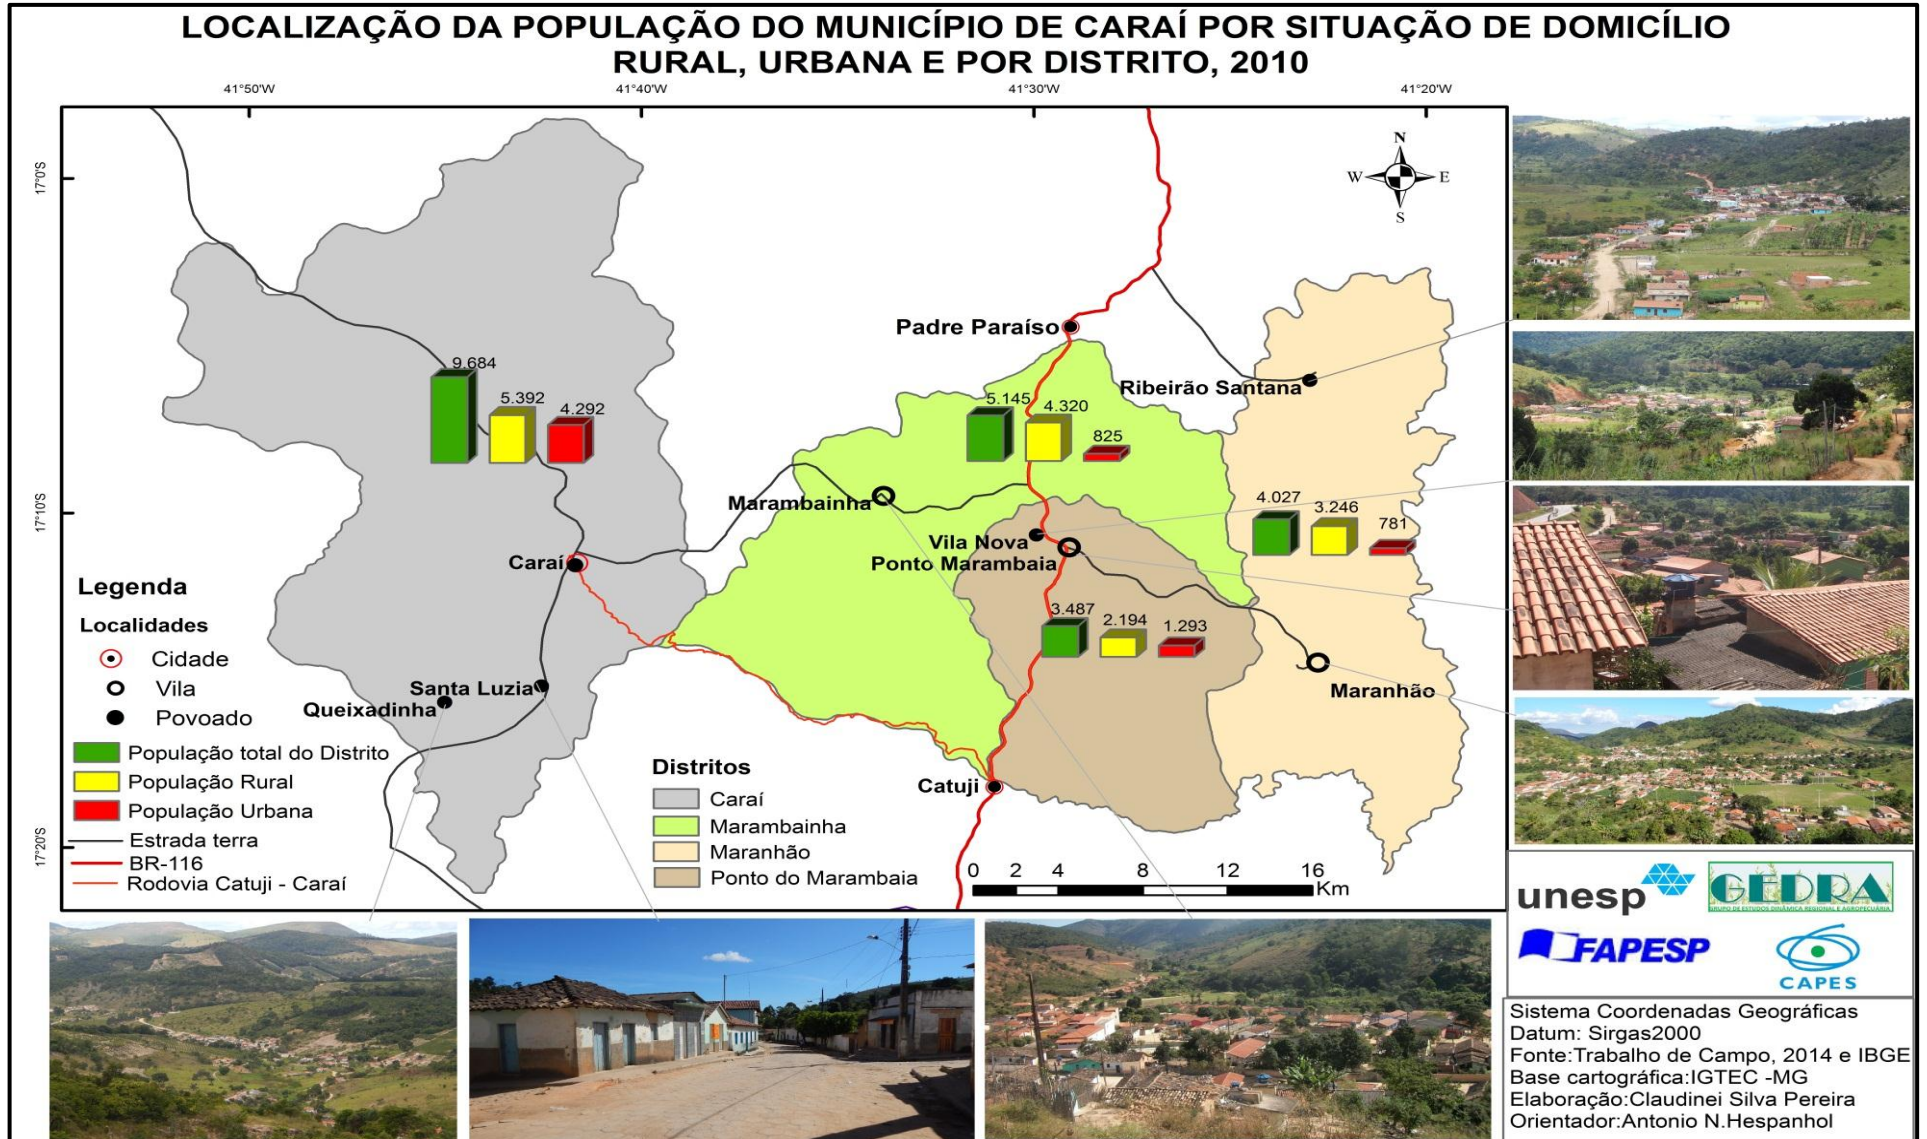 LOCALIZAÇÃO DA POPULAÇÃO DO MUNICÍPIO DE CARAÍ POR SITUAÇÃO DE DOMICÍLIO
RURAL, URBANA E POR DISTRITO, 2010
41°50'W
41°40'W
41°30'W
41°20'W
17°0'S
17°10'S
17°20'S
N
W
E
S
Padre Paraíso
Ribeirão Santana
9.684
5.392
4.292
5.145
4.320
825
Marambainha
4.027
3.246
781
Vila Nova
Ponto Marambaia
Caraí
3.487
2.194
1.293
Maranhão
Santa Luzia
Queixadinha
Catuji
Legenda
Localidades
Cidade
Vila
Povoado
População total do Distrito
População Rural
População Urbana
Estrada terra
BR-116
Rodovia Catuji - Caraí
Distritos
Caraí
Marambainha
Maranhão
Ponto do Marambaia
0 2 4 8 12 16
Km
unesp
GEDRA
GRUPO DE ESTUDOS DINÂMICA REGIONAL E AGROPECUÁRIA
FAPESP
CAPES
Sistema Coordenadas Geográficas
Datum: Sirgas2000
Fonte:Trabalho de Campo, 2014 e IBGE
Base cartográfica:IGTEC -MG
Elaboração:Claudinei Silva Pereira
Orientador:Antonio N.Hespanhol